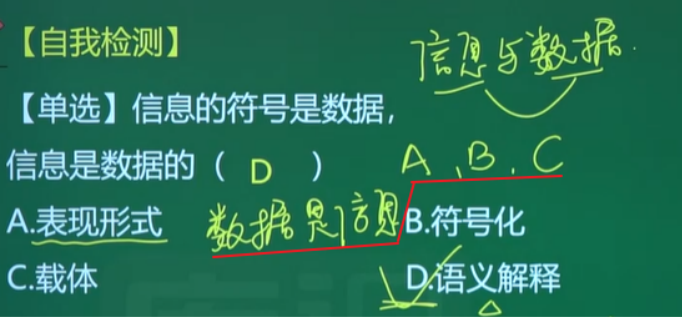 【自我检测】
信息与数据.
【单选】信息的符号是数据，
信息是数据的（ D ） A、B、C
A.表现形式 数据是信息 B.符号化
C.载体 D.语义解释